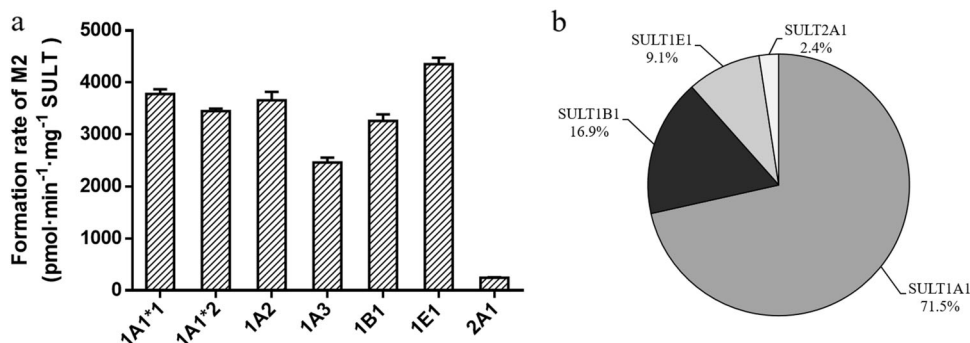 a
Formation rate of M2
(pmol·min⁻¹·mg⁻¹ SULT )
5000
4000
3000
2000
1000
0
1A1*1
1A1*2
1A2
1A3
1B1
1E1
2A1
b
SULT2A1
2.4%
SULT1E1
9.1%
SULT1B1
16.9%
SULT1A1
71.5%